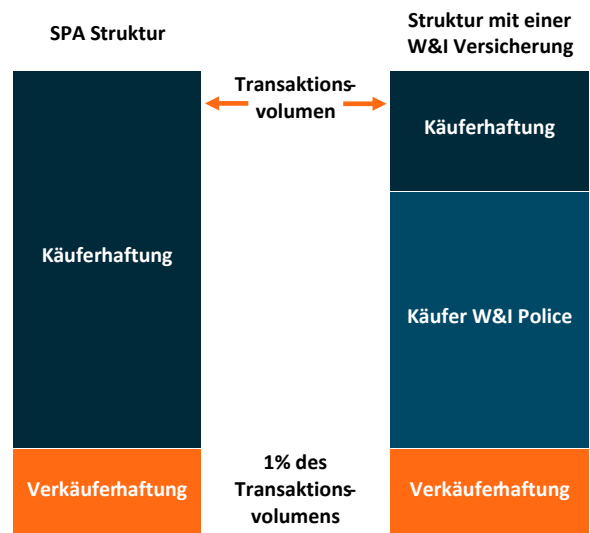 SPA Struktur
Struktur mit einer
W&I Versicherung
Transaktions-
volumen
Käuferhaftung
Käuferhaftung
Käufer W&I Police
Verkäuferhaftung
1% des
Transaktions-
volumens
Verkäuferhaftung